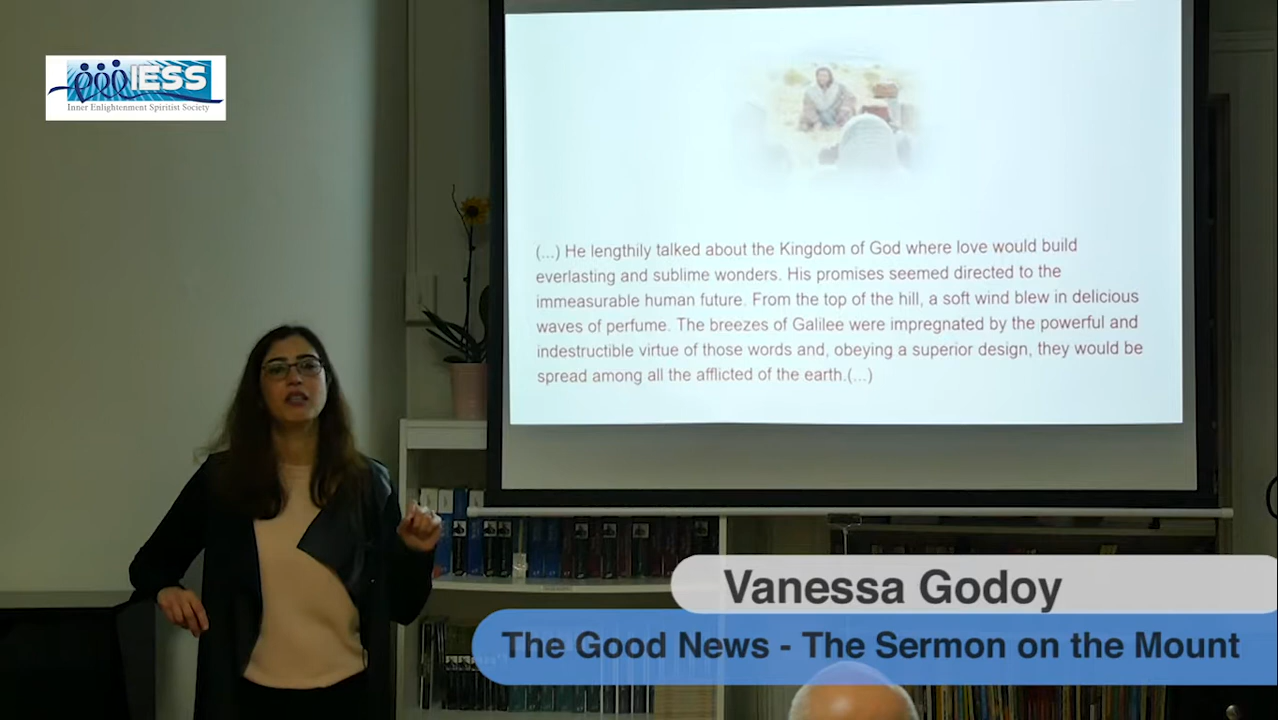 IESS
Inner Enlightenment Spiritist Society
(...) He lengthily talked about the Kingdom of God where love would build
everlasting and sublime wonders. His promises seemed directed to the
immeasurable human future. From the top of the hill, a soft wind blew in delicious
waves of perfume. The breezes of Galilee were impregnated by the powerful and
indestructible virtue of those words and, obeying a superior design, they would be
spread among all the afflicted of the earth.(...)
Vanessa Godoy
The Good News - The Sermon on the Mount